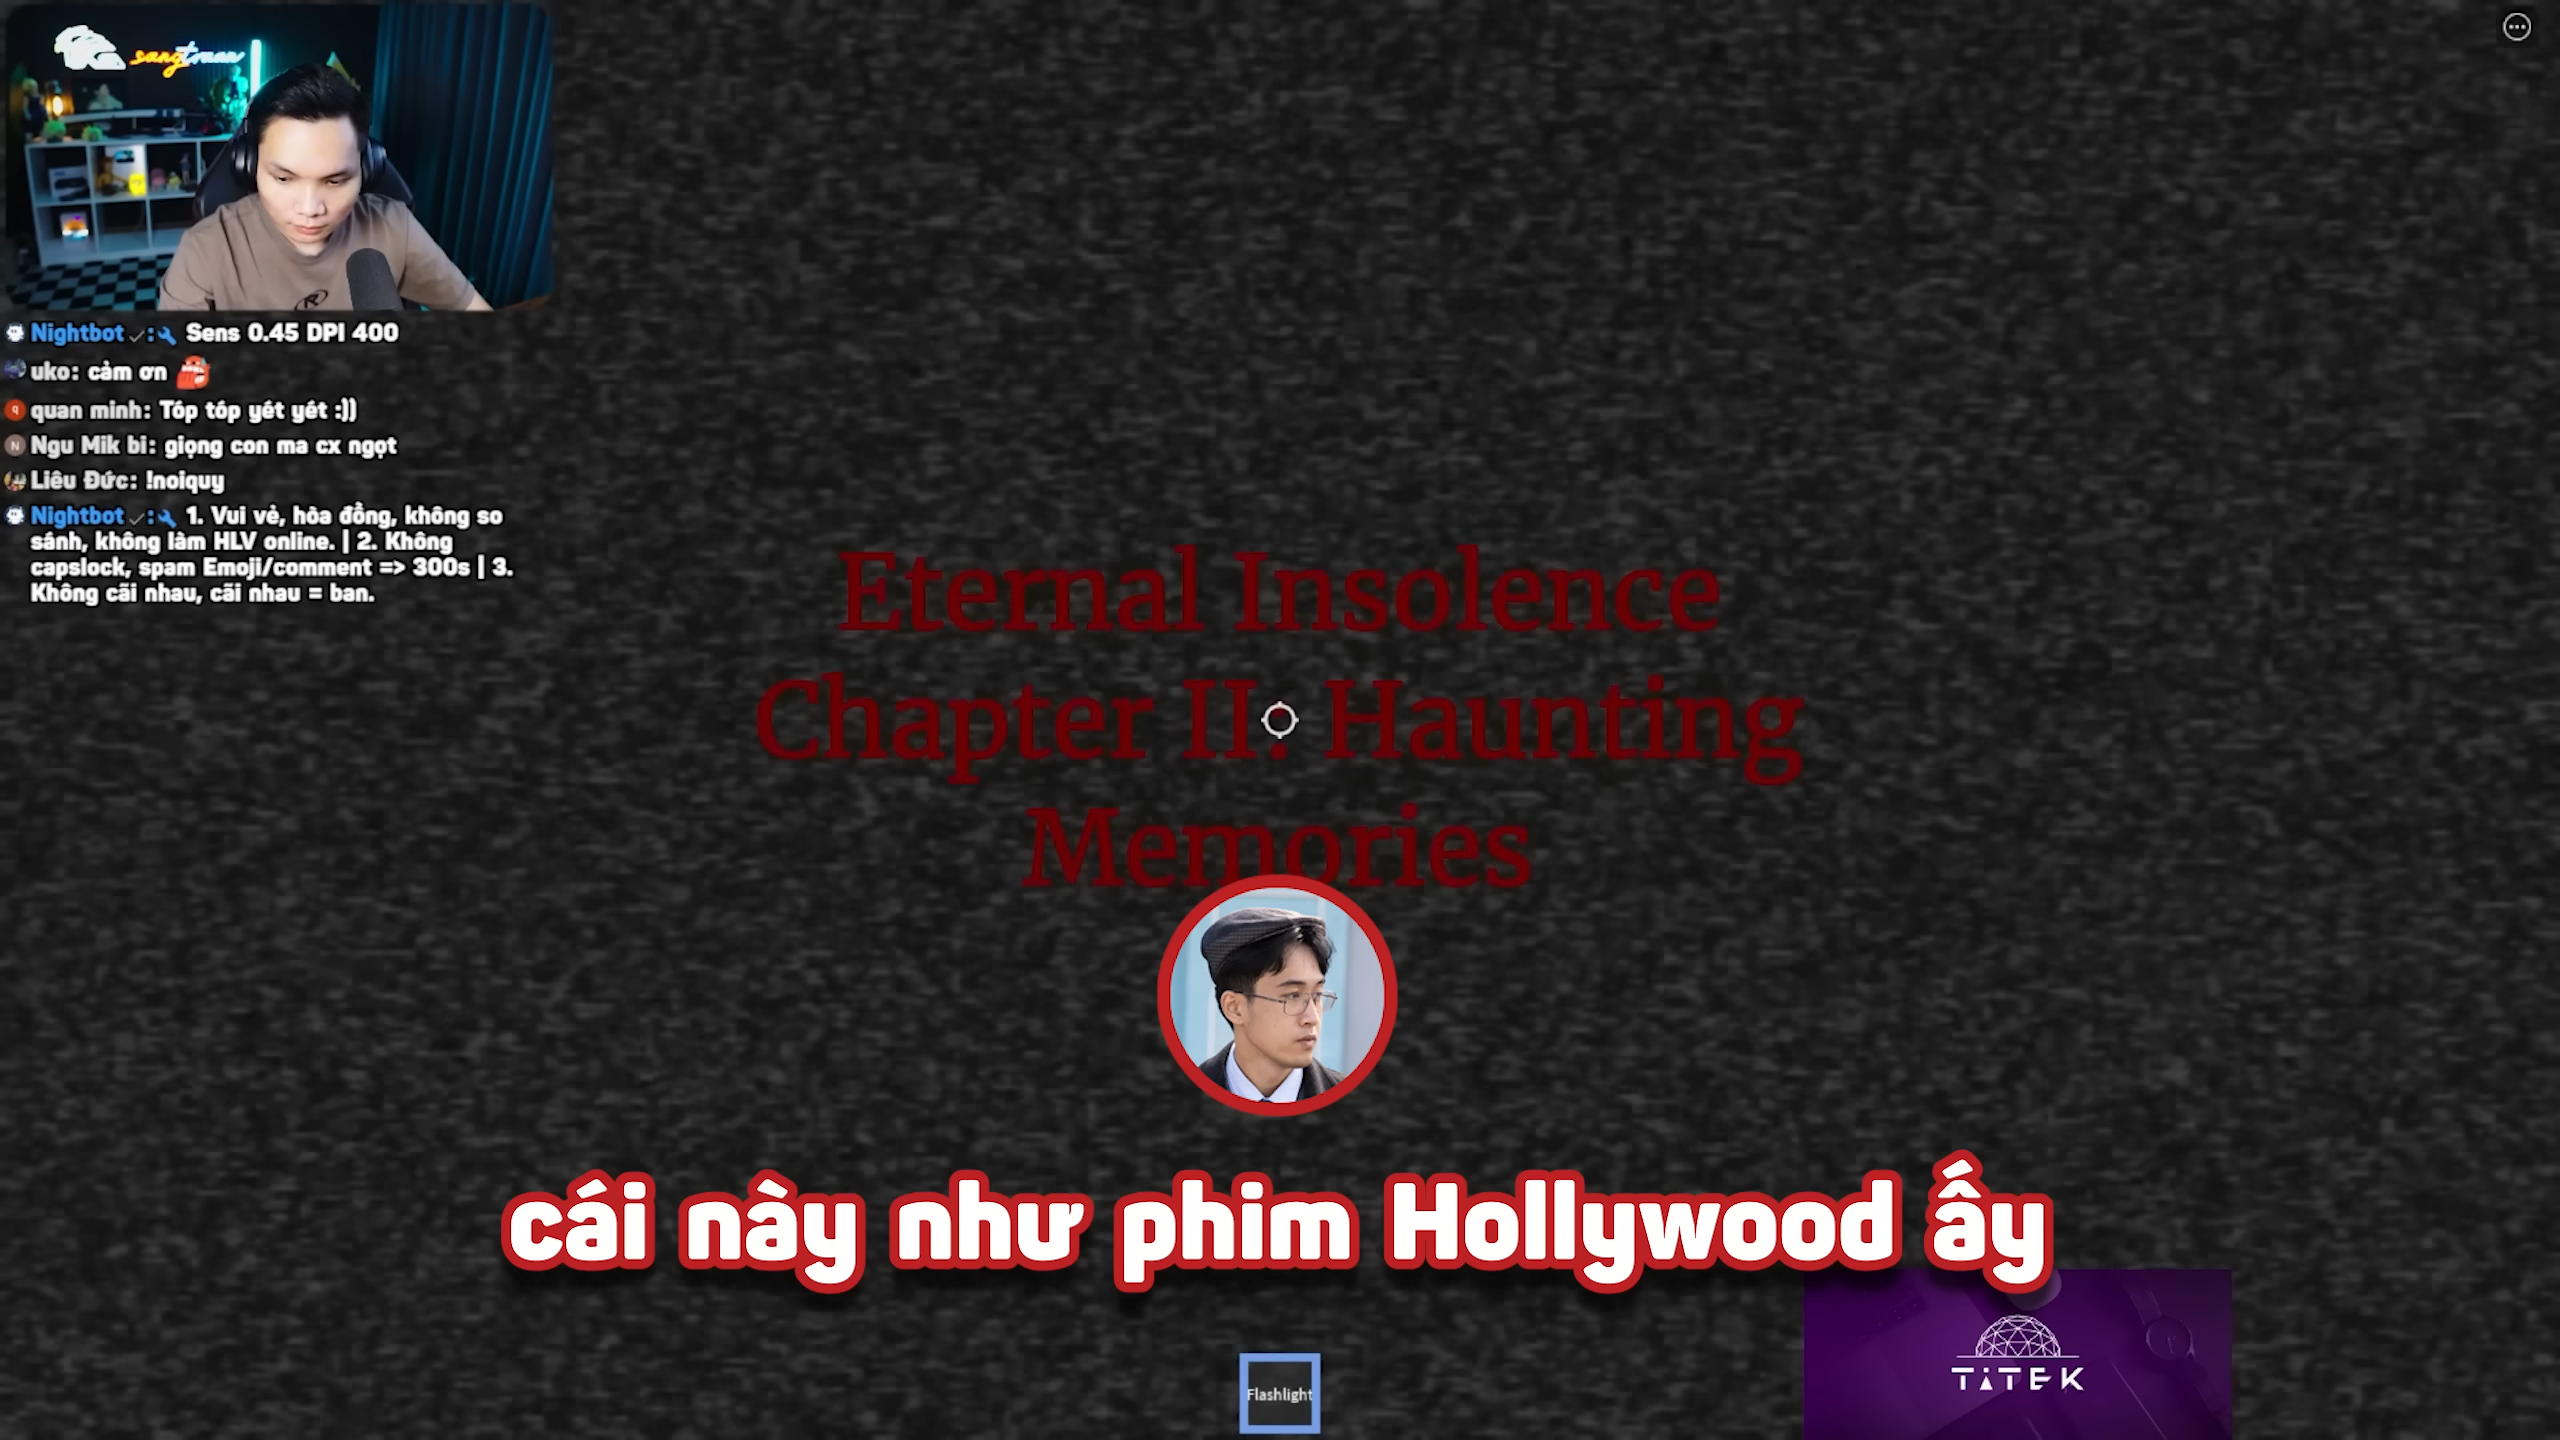 sangtraan
Nightbot: Sens 0.45 DPI 400
uko: cảm ơn
quan minh: Tóp tóp yét yét :))
Ngu Mik bi: giọng con ma cx ngọt
Liêu Đức: !noiquy
Nightbot: 1. Vui vẻ, hòa đồng, không so
sánh, không làm HLV online. | 2. Không
capslock, spam Emoji/comment => 300s | 3.
Không cãi nhau, cãi nhau = ban.
Eternal Insolence
Chapter II: Haunting
Memories
cái này như phim Hollywood ấy
Flashlight
TITEK